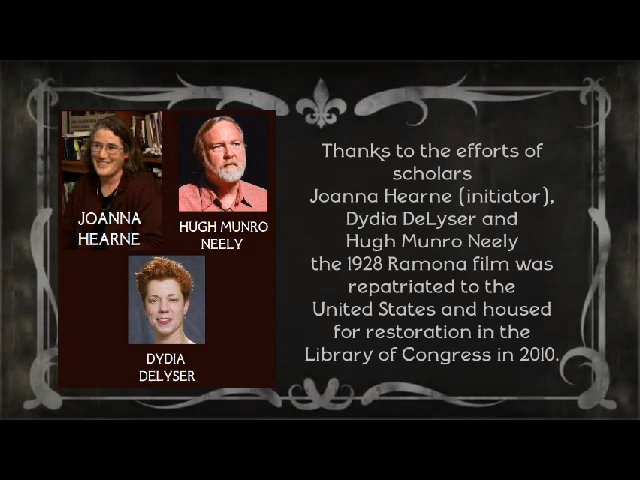 JOANNA
HEARNE
HUGH MUNRO
NEELY
DYDIA
DELYSER
Thanks to the efforts of
scholars
Joanna Hearne (initiator),
Dydia DeLyser and
Hugh Munro Neely
the 1928 Ramona film was
repatriated to the
United States and housed
for restoration in the
Library of Congress in 2010.